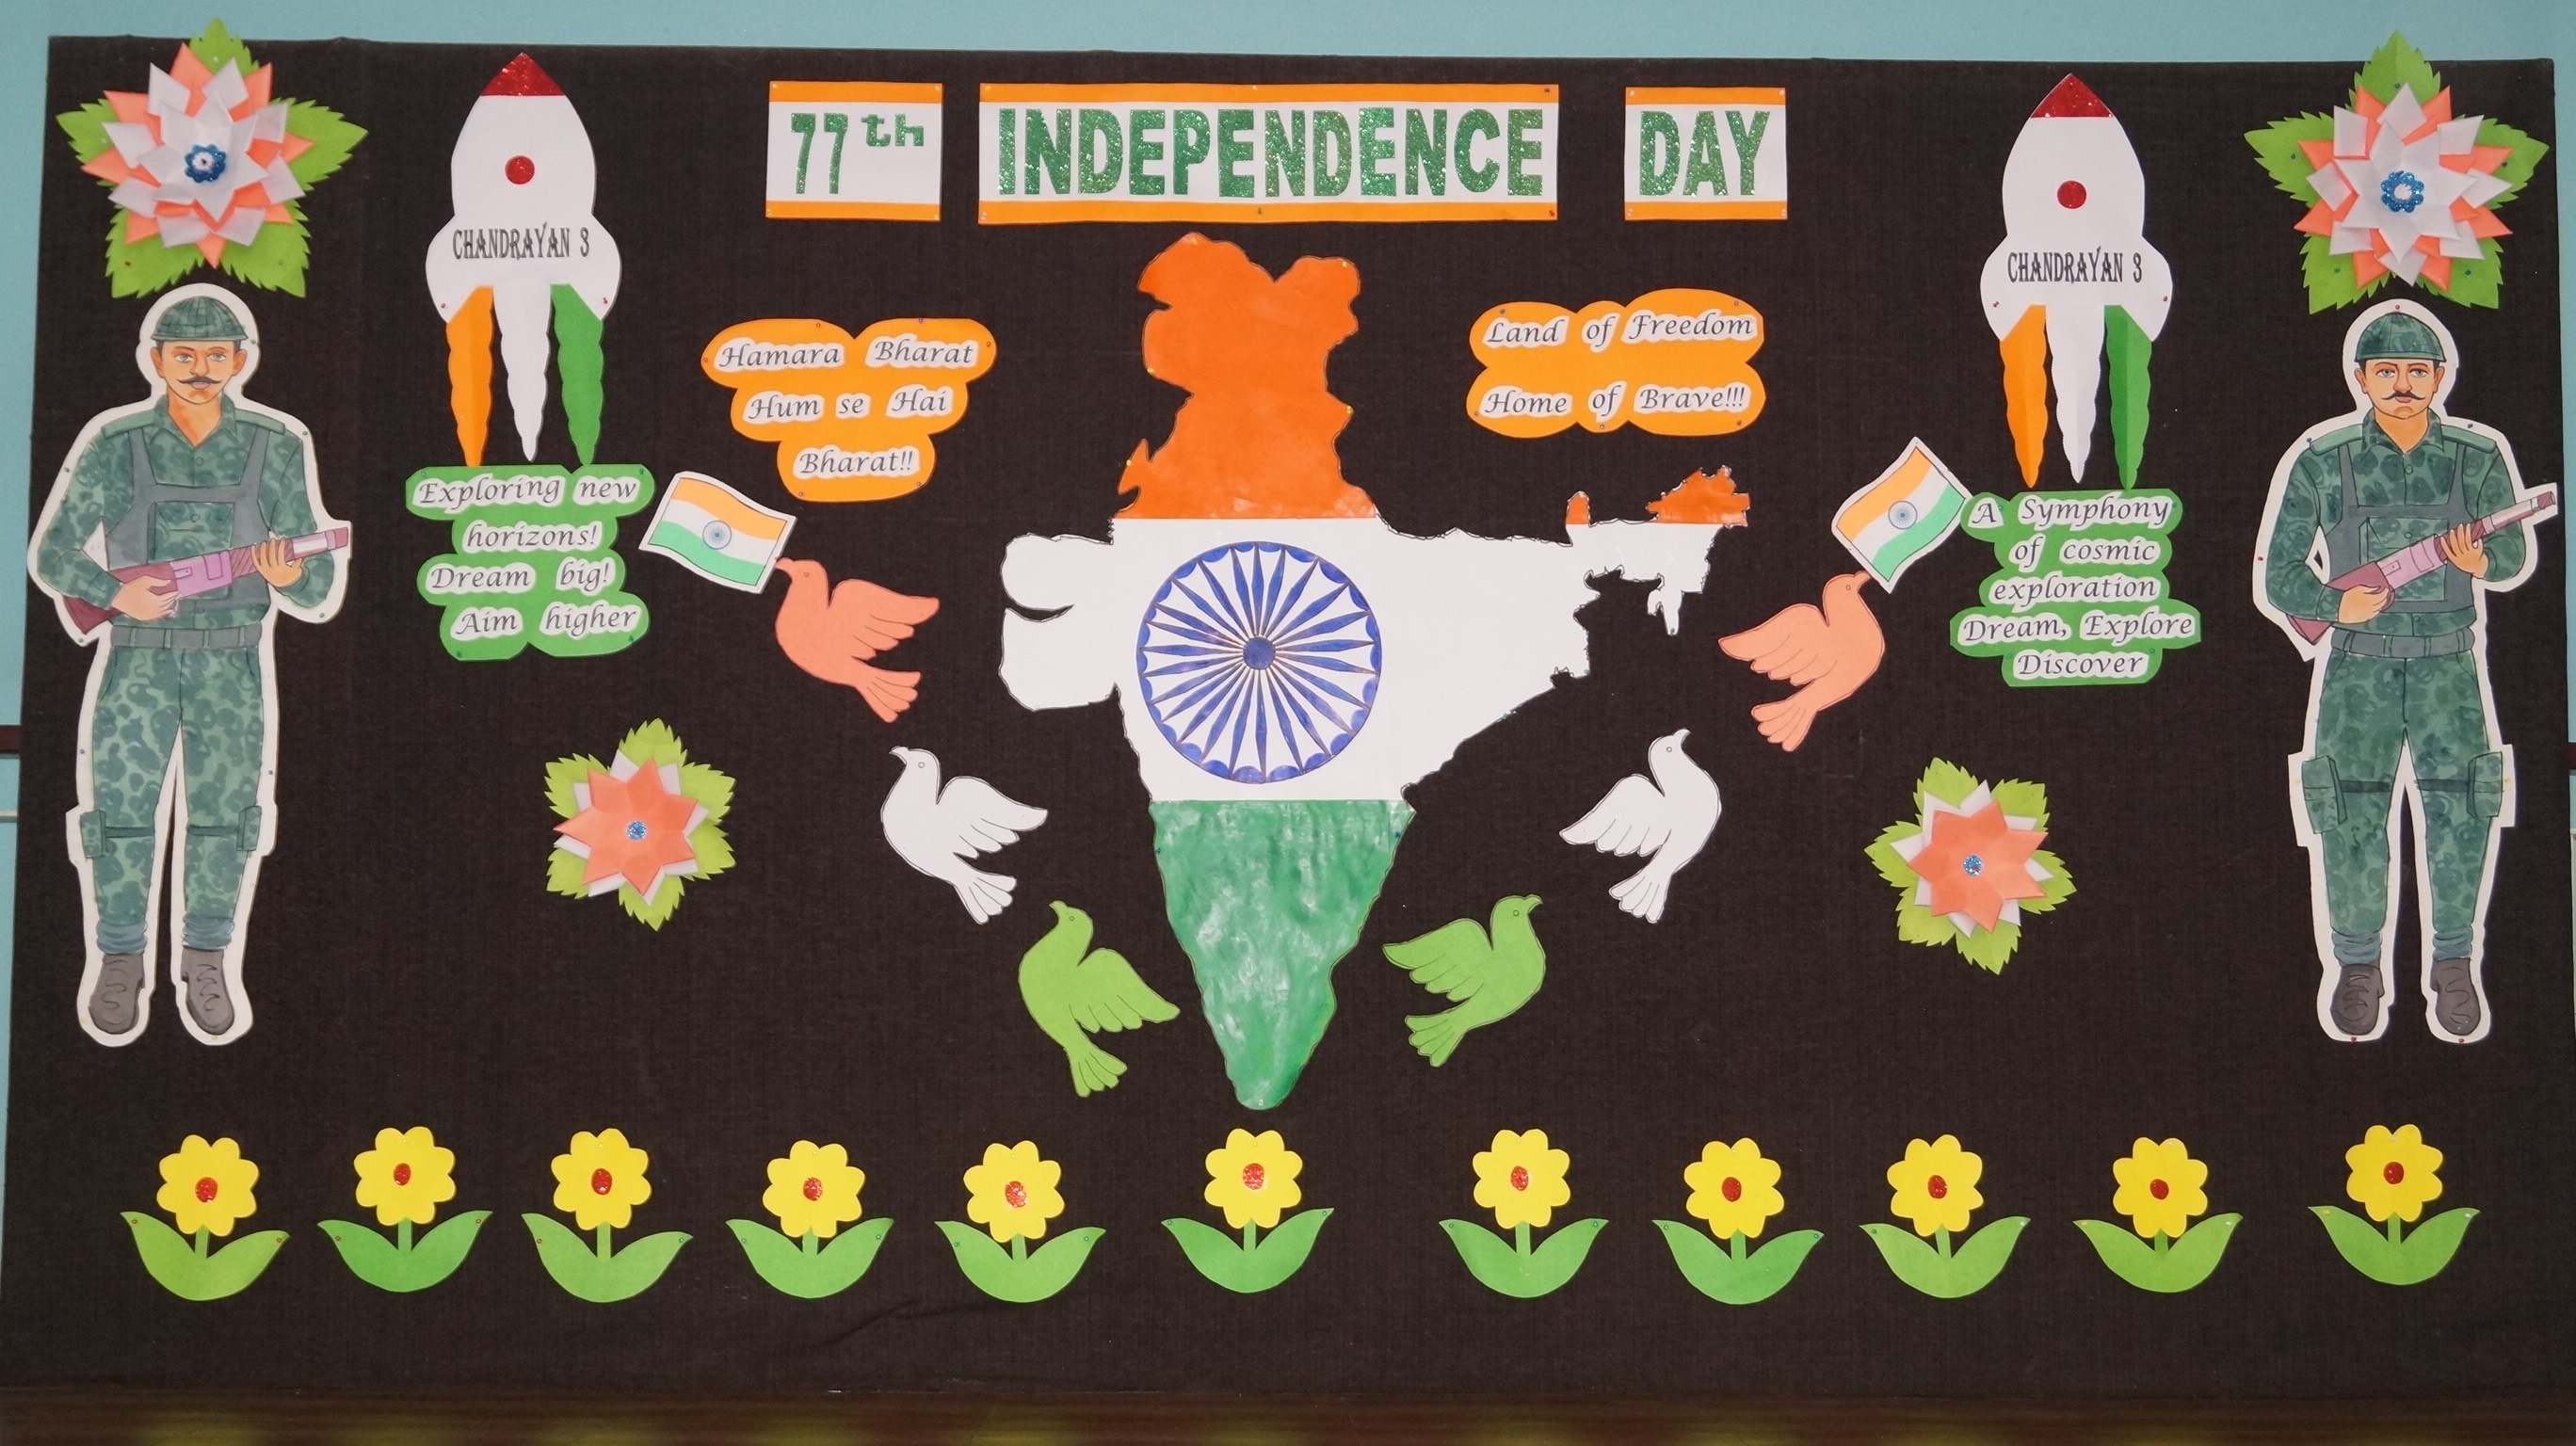 77th INDEPENDENCE DAY
CHANDRAYAN 3
CHANDRAYAN 3
Hamara Bharat
Hum se Hai
Bharat!!
Land of Freedom
Home of Brave!!!
Exploring new
horizons!
Dream big!
Aim higher
A Symphony
of cosmic
exploration
Dream, Explore
Discover